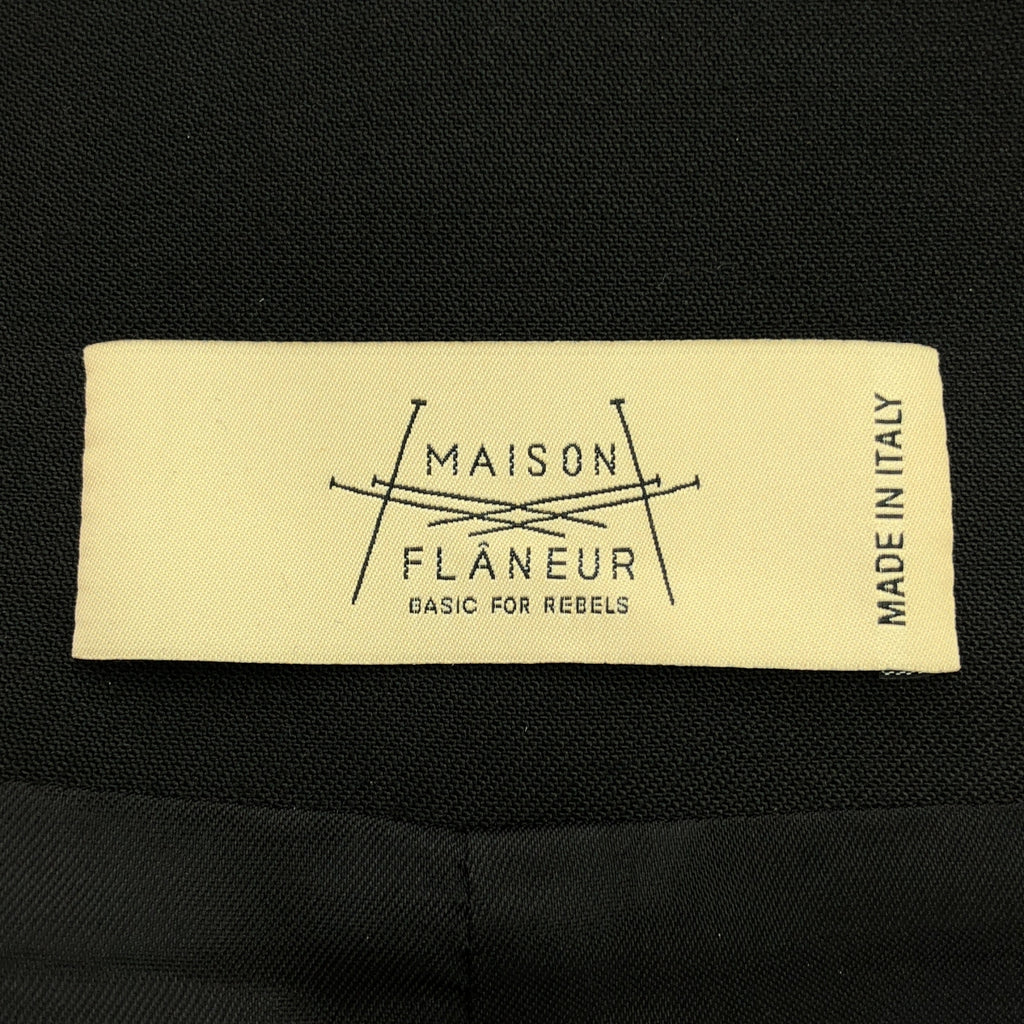 MAISON
FLÂNEUR
BASIC FOR REBELS
MADE IN ITALY